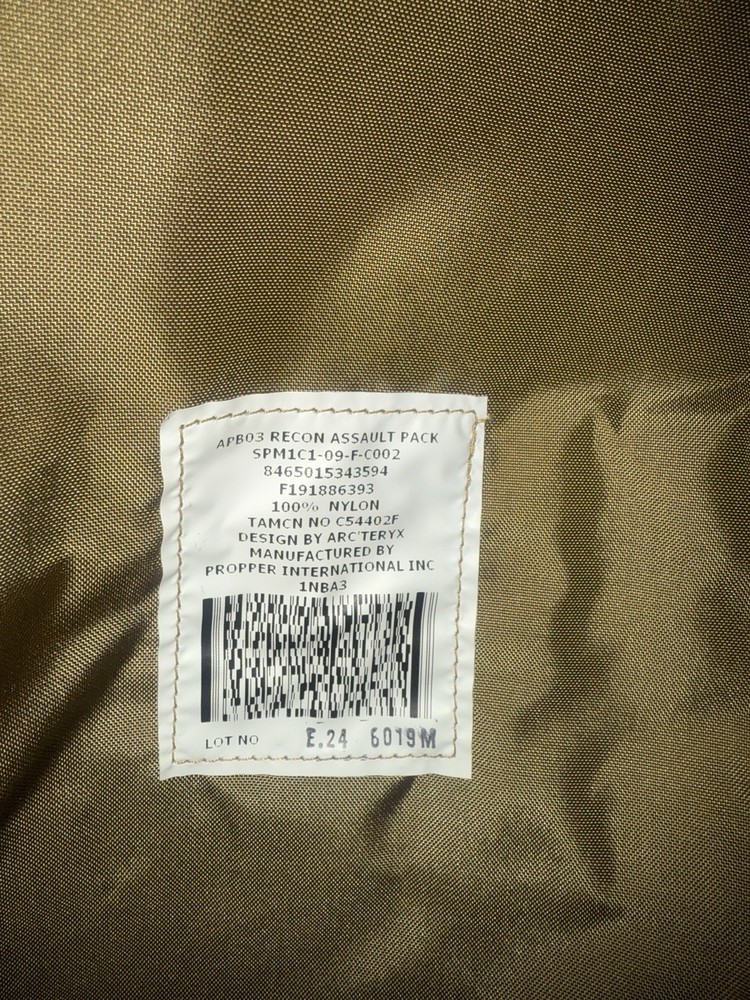 APB03 RECON ASSAULT PACK
SPM1C1-09-F-C002
8465015343594
F191886393
100% NYLON
TAMCN NO C54402F
DESIGN BY ARC'TERYX
MANUFACTURED BY
PROPPER INTERNATIONAL INC
1NBA3
LOT NO E.24 6019M